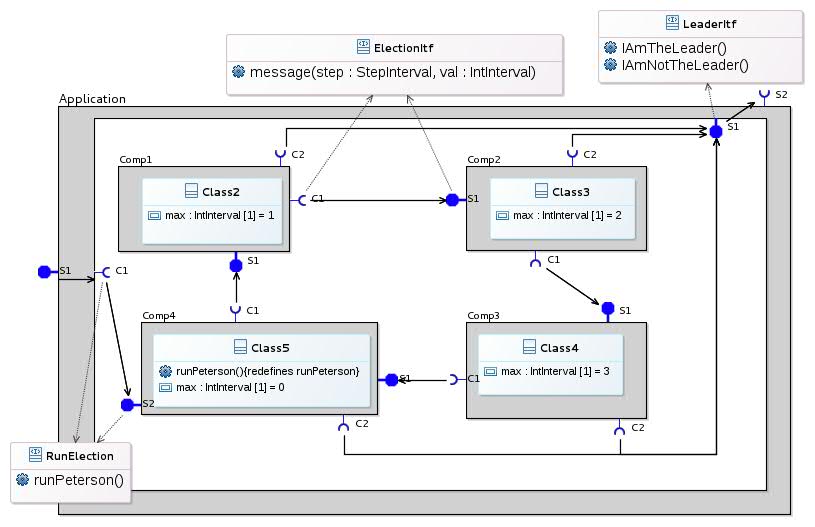 LeaderItf
IAmTheLeader()
IAmNotTheLeader()
ElectionItf
message(step : StepInterval, val : IntInterval)
Application
S2
S1
Comp1
C2
Class2
max : IntInterval [1] = 1
C1
S1
Comp2
C2
Class3
max : IntInterval [1] = 2
S1
C1
S1
C1
S1
C1
Comp4
Class5
runPeterson(){redefines runPeterson}
max : IntInterval [1] = 0
S1
S2
C2
Comp3
Class4
max : IntInterval [1] = 3
C1
C2
RunElection
runPeterson()